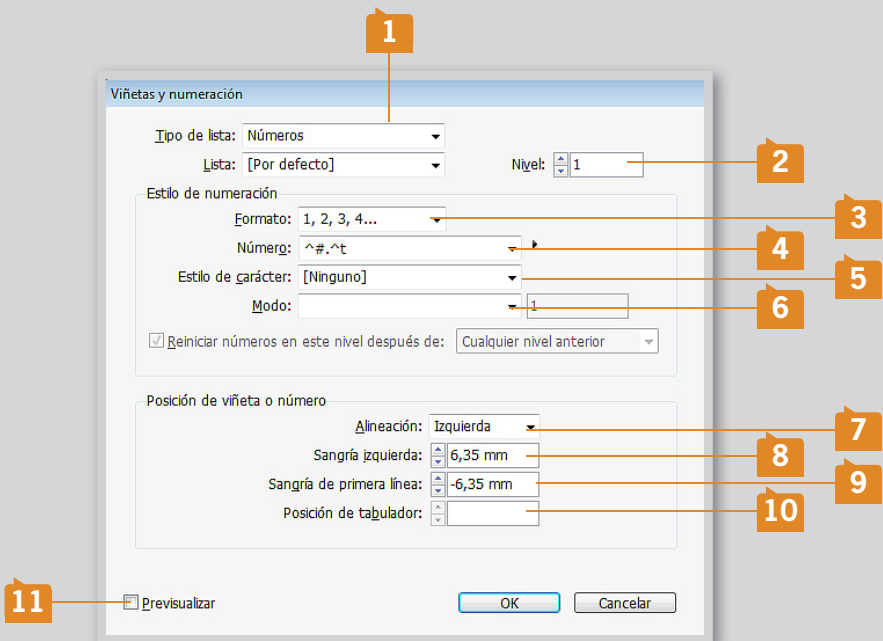 1
Viñetas y numeración
Tipo de lista: Números
Lista: [Por defecto] Nivel: 1 2
Estilo de numeración
Formato: 1, 2, 3, 4... 3
Número: ^#.^t 4
Estilo de carácter: [Ninguno] 5
Modo: 1 6
Reiniciar números en este nivel después de: Cualquier nivel anterior
Posición de viñeta o número
Alineación: Izquierda 7
Sangría izquierda: 6,35 mm 8
Sangría de primera línea: -6,35 mm 9
Posición de tabulador: 10
11 Previsualizar OK Cancelar